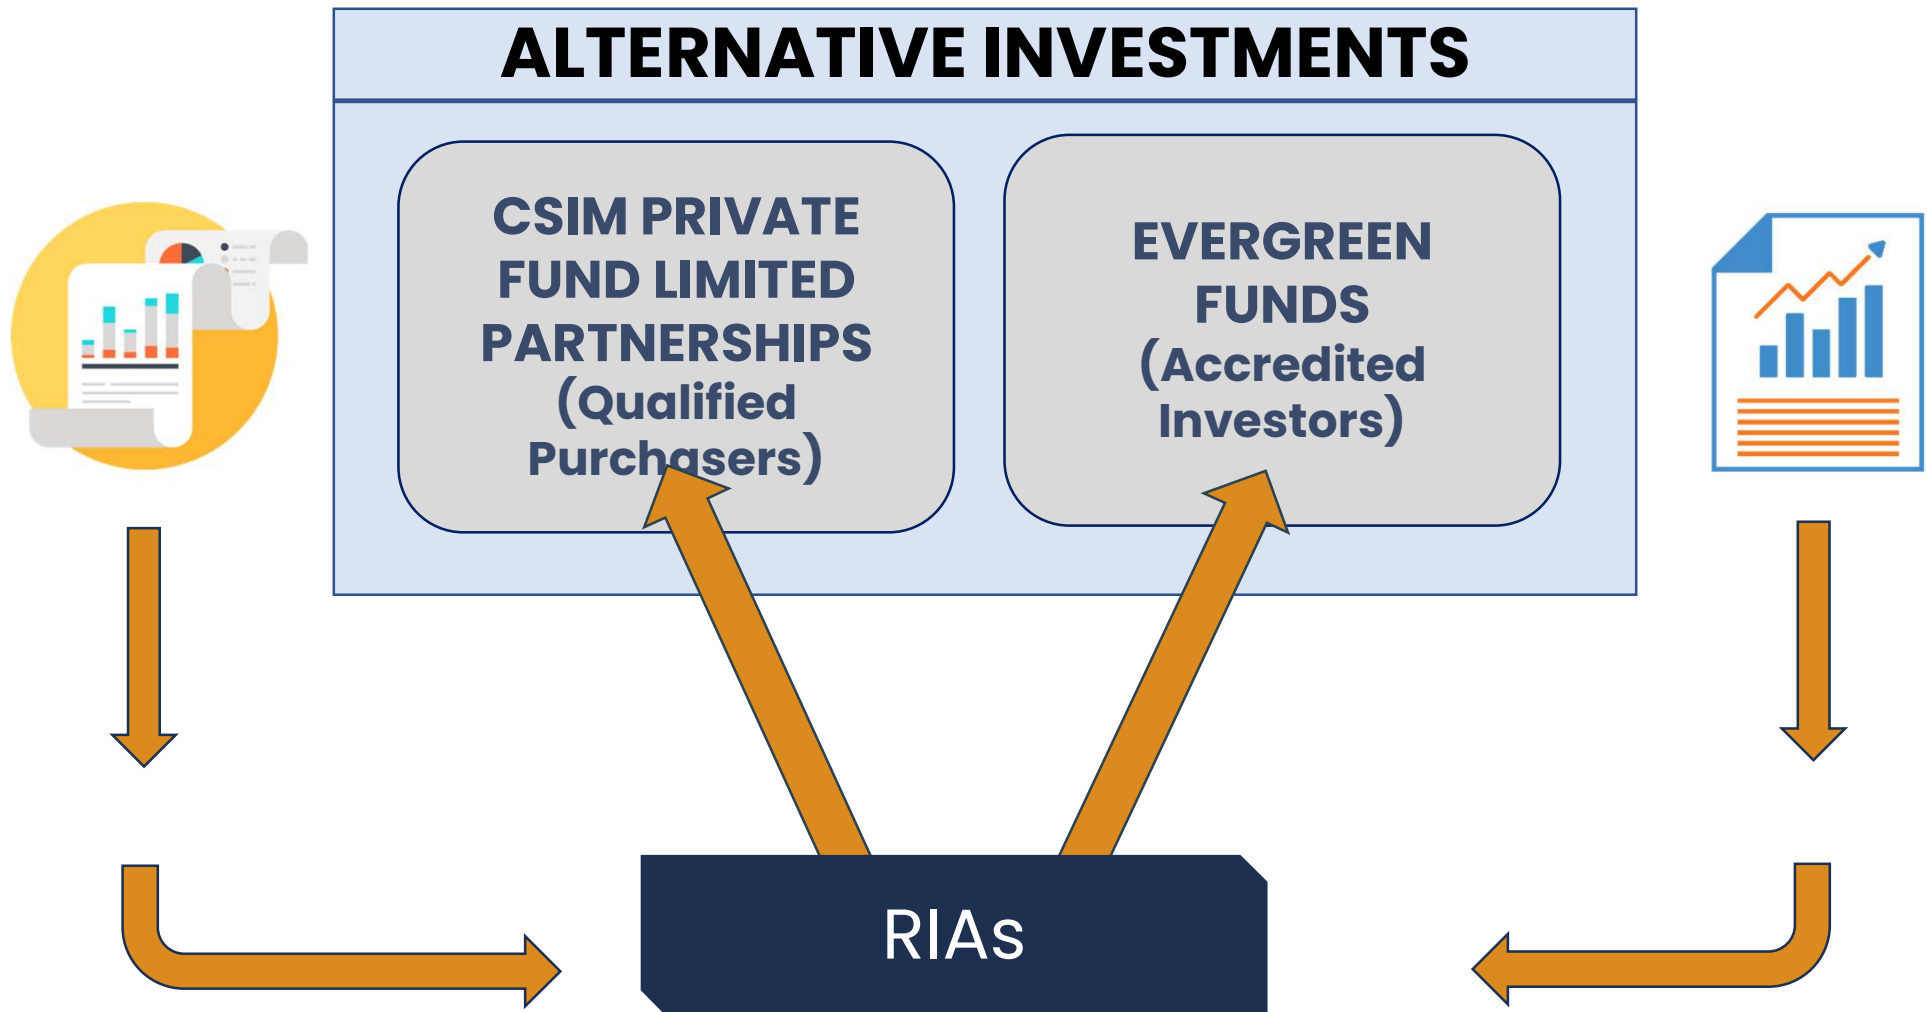 ALTERNATIVE INVESTMENTS
CSIM PRIVATE
FUND LIMITED
PARTNERSHIPS
(Qualified
Purchasers)
EVERGREEN
FUNDS
(Accredited
Investors)
RIAs